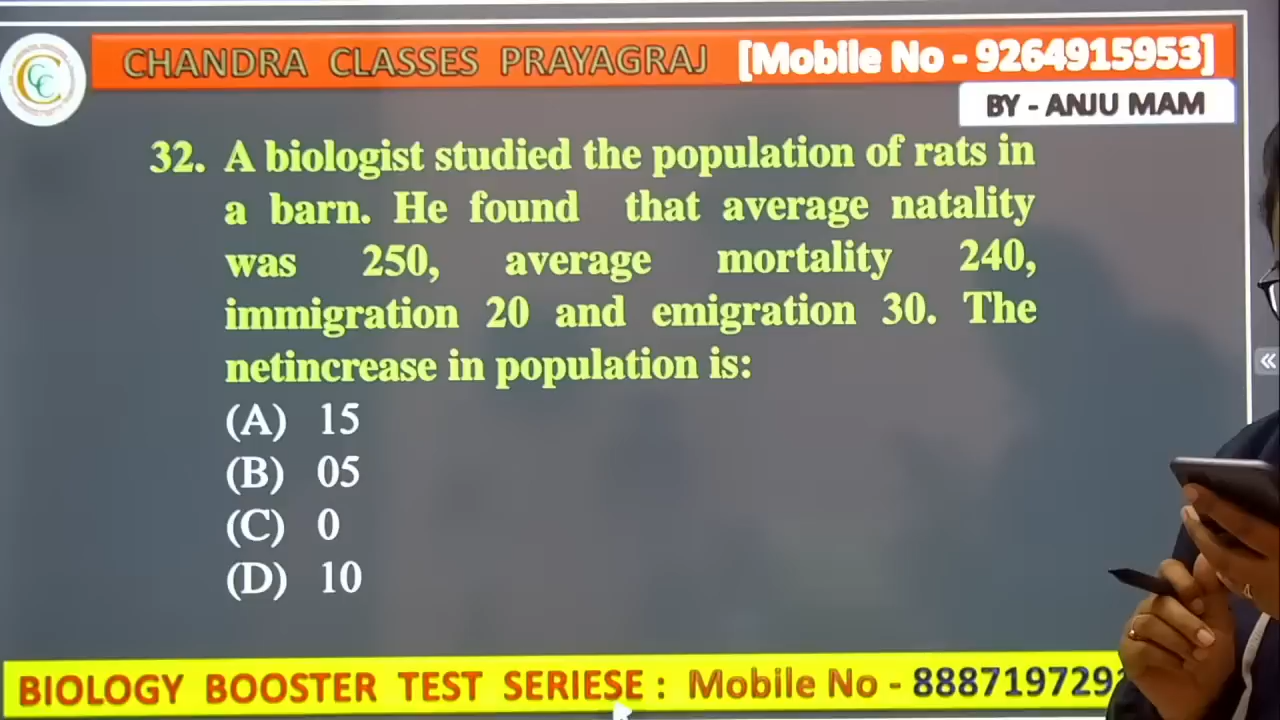 CHANDRA CLASSES PRAYAGRAJ [Mobile No - 9264915953]
BY - ANJU MAM
32. A biologist studied the population of rats in
a barn. He found that average natality
was 250, average mortality 240,
immigration 20 and emigration 30. The
netincrease in population is:
(A) 15
(B) 05
(C) 0
(D) 10
BIOLOGY BOOSTER TEST SERIESE : Mobile No - 888719729